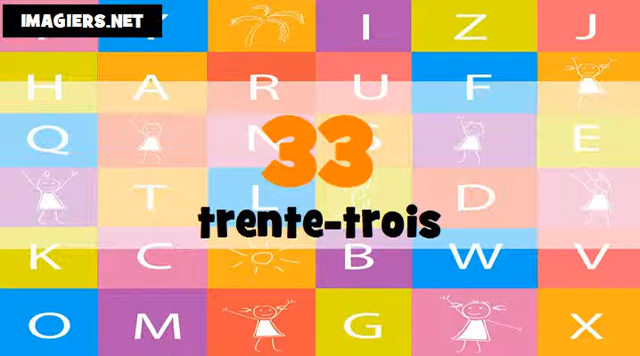 IMAGIERS.NET
I Z J
H A R U F
Q N E
33
T L D
trente-trois
K C B W V
O M G X